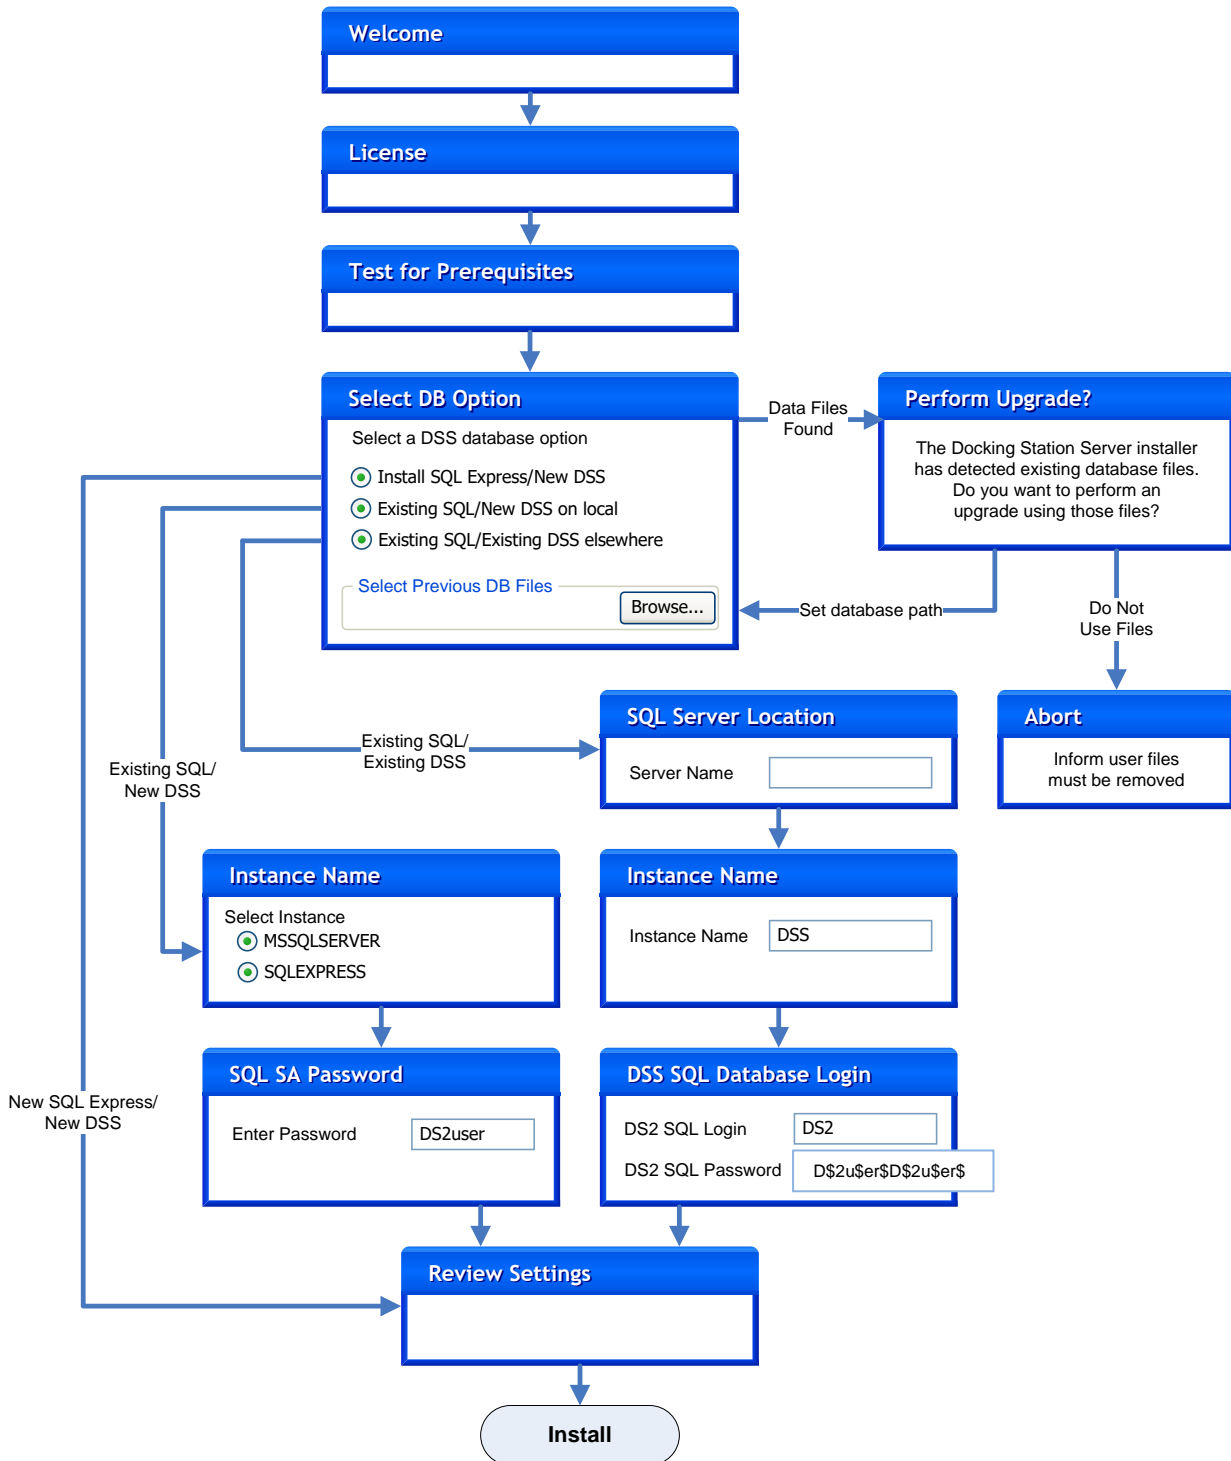 Welcome
License
Test for Prerequisites
Select DB Option
Select a DSS database option
Install SQL Express/New DSS
Existing SQL/New DSS on local
Existing SQL/Existing DSS elsewhere
Select Previous DB Files
Browse...
Data Files
Found
Perform Upgrade?
The Docking Station Server installer
has detected existing database files.
Do you want to perform an
upgrade using those files?
Set database path
Do Not
Use Files
Abort
Inform user files
must be removed
Existing SQL/
Existing DSS
SQL Server Location
Server Name
Existing SQL/
New DSS
Instance Name
Select Instance
MSSQLSERVER
SQLEXPRESS
Instance Name
Instance Name
DSS
SQL SA Password
Enter Password
DS2user
DSS SQL Database Login
DS2 SQL Login
DS2
DS2 SQL Password
D$2u$er$D$2u$er$
New SQL Express/
New DSS
Review Settings
Install